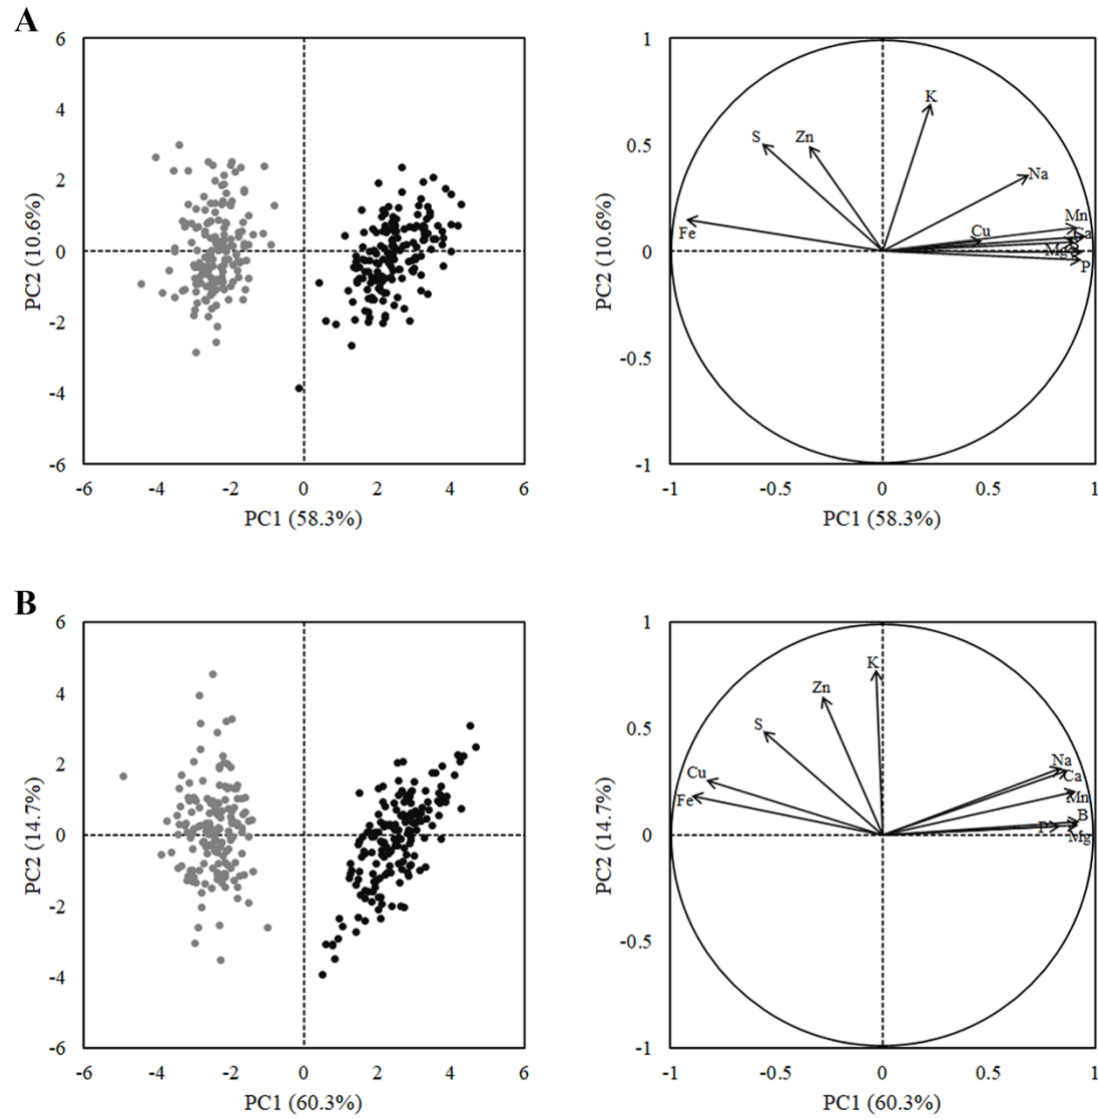 A
6
4
2
0
-2
-4
-6
PC2 (10.6%)
-6 -4 -2 0 2 4 6
PC1 (58.3%)
1
0.5
0
-0.5
-1
PC2 (10.6%)
K
S Zn
Na
Mn
Fe
Cu
Ca
Mg
P
-1 -0.5 0 0.5 1
PC1 (58.3%)
B
6
4
2
0
-2
-4
-6
PC2 (14.7%)
-6 -4 -2 0 2 4 6
PC1 (60.3%)
1
0.5
0
-0.5
-1
PC2 (14.7%)
K
Zn
S
Na
Cu
Ca
Fe
Mn
B
P
Mg
-1 -0.5 0 0.5 1
PC1 (60.3%)